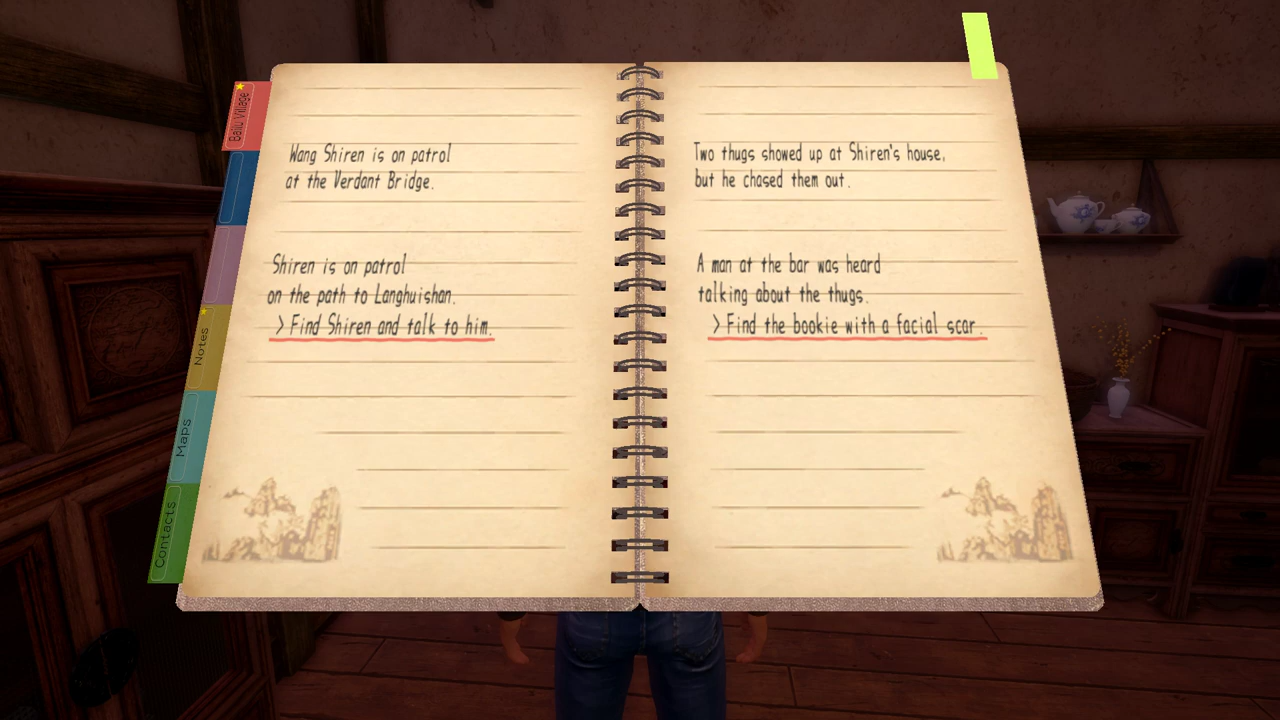 Bailu Village
Notes
Maps
Contacts
Wang Shiren is on patrol
at the Verdant Bridge.
Shiren is on patrol
on the path to Langhuishan.
> Find Shiren and talk to him.
Two thugs showed up at Shiren's house,
but he chased them out.
A man at the bar was heard
talking about the thugs.
> Find the bookie with a facial scar.